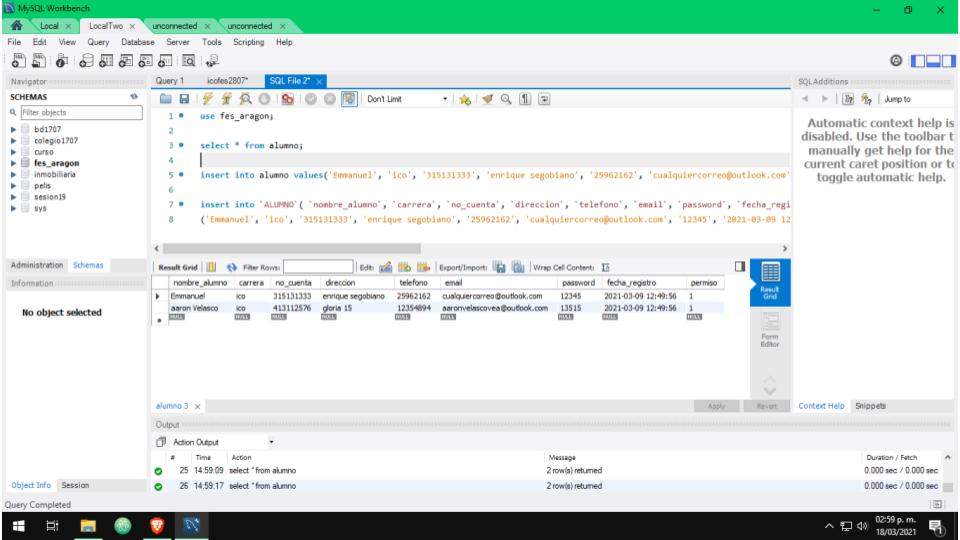 MySQL Workbench
Local × LocalTwo × unconnected × unconnected ×
File Edit View Query Database Server Tools Scripting Help
Navigator
SCHEMAS
Filter objects
bd1707
colegio1707
curso
fes_aragon
inmobiliaria
pelis
sesion19
sys
Administration Schemas
Information
No object selected
Object Info Session
Query 1 icofes2807* SQL File 2* ×
Don't Limit
1 use fes_aragon;
2
3 select * from alumno;
4
5 insert into alumno values('Emmanuel', 'ico', '315131333', 'enrique segobiano', '25962162', 'cualquiercorreo@outlook.com'
6
7 insert into `ALUMNO`( `nombre_alumno`, `carrera`, `no_cuenta`, `direccion`, `telefono`, `email`, `password`, `fecha_regi
8 ('Emmanuel', 'ico', '315131333', 'enrique segobiano', '25962162', 'cualquiercorreo@outlook.com', '12345', '2021-03-09 12
Result Grid Filter Rows: Edit: Export/Import: Wrap Cell Content:
nombre_alumno carrera no_cuenta direccion telefono email password fecha_registro permiso
Emmanuel ico 315131333 enrique segobiano 25962162 cualquiercorreo@outlook.com 12345 2021-03-09 12:49:56 1
aaron Velasco ico 413112576 gloria 15 12354894 aaronvelascovea@outlook.com 13515 2021-03-09 12:49:56 1
NULL NULL NULL NULL NULL NULL NULL NULL NULL
Result
Grid
Form
Editor
alumno 3 × Apply Revert
SQLAdditions
Jump to
Automatic context help is
disabled. Use the toolbar t
manually get help for the
current caret position or to
toggle automatic help.
Context Help Snippets
Output
Action Output
# Time Action Message Duration / Fetch
25 14:59:09 select * from alumno 2 row(s) returned 0.000 sec / 0.000 sec
26 14:59:17 select * from alumno 2 row(s) returned 0.000 sec / 0.000 sec
Query Completed
02:59 p. m.
18/03/2021